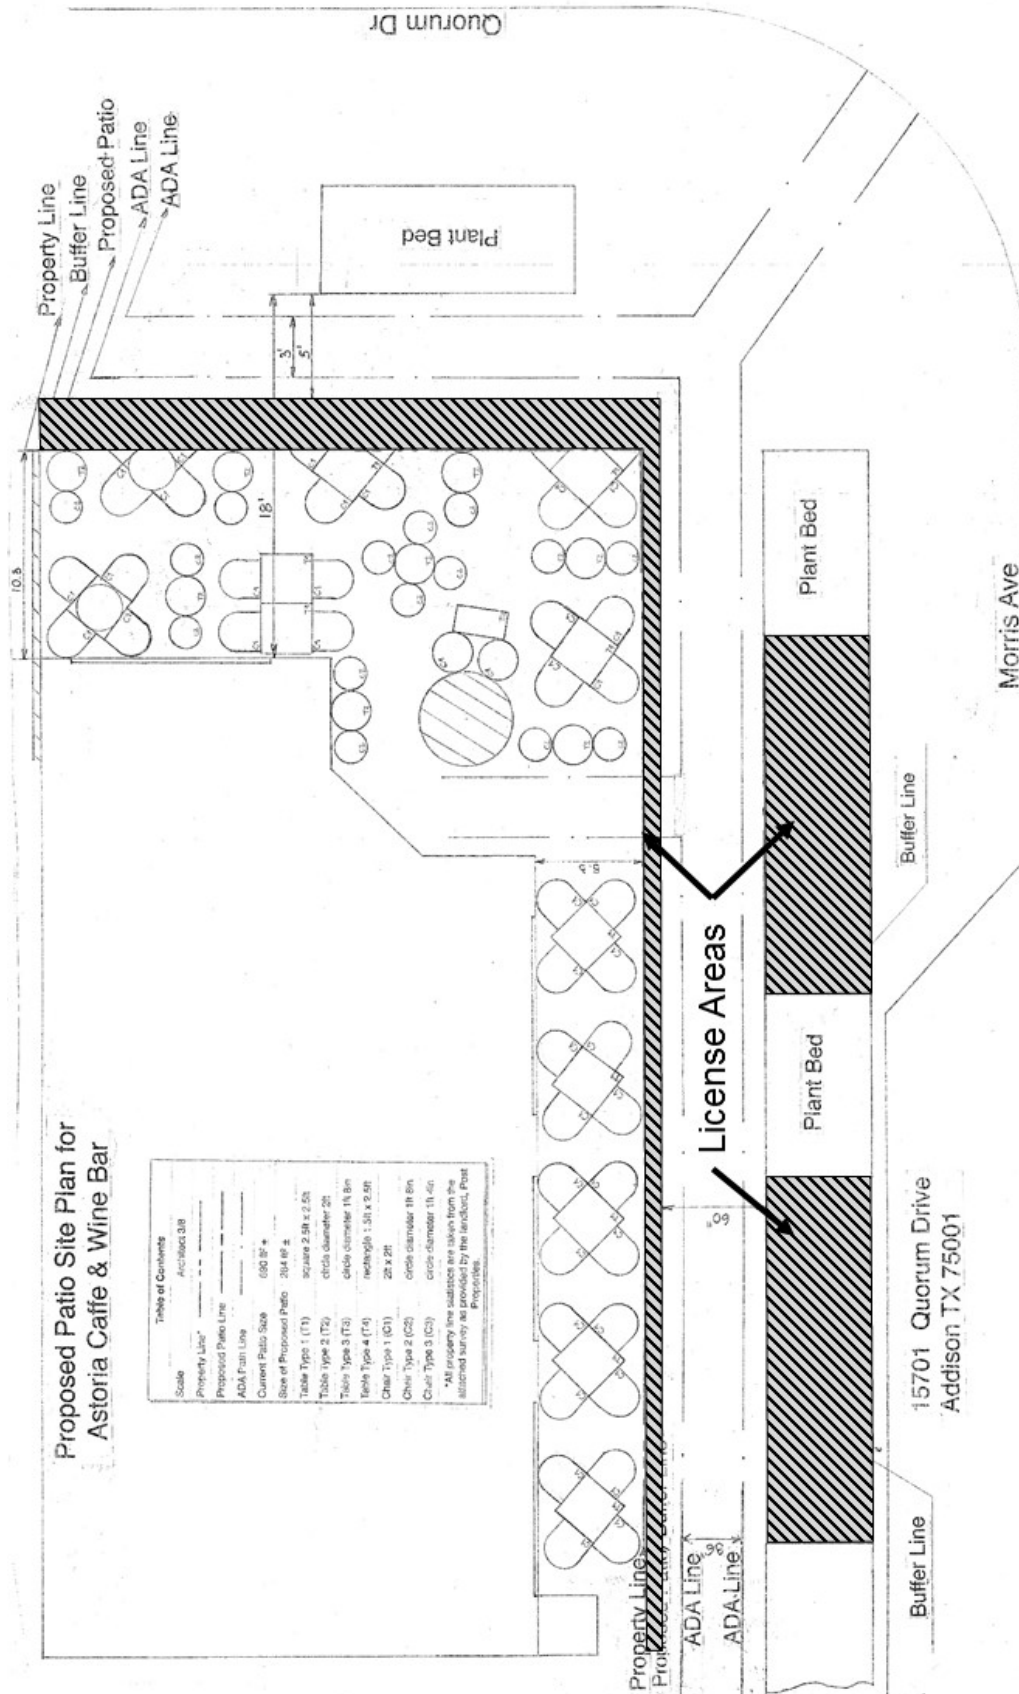 Proposed Patio Site Plan for
Astoria Caffe & Wine Bar
Table of Contents
Scale Architect 3/8
Property Line*
Proposed Patio Line
ADA Path Line
Current Patio Size 690 ft² ±
Size of Proposed Patio 284 ft² ±
Table Type 1 (T1) square 2.5ft x 2.5ft
Table Type 2 (T2) circle diameter 2ft
Table Type 3 (T3) circle diameter 1ft 8in
Table Type 4 (T4) rectangle 1.5ft x 2.5ft
Chair Type 1 (C1) 2ft x 2ft
Chair Type 2 (C2) circle diameter 1ft 8in
Chair Type 3 (C3) circle diameter 1ft 4in
*All property line statistics are taken from the
attached survey as provided by the landlord, Post
Properties.
Property Line
Buffer Line
Proposed Patio
ADA Line
ADA Line
Quorum Dr
Plant Bed
3'
5'
18'
10.3
License Areas
Plant Bed
Plant Bed
Morris Ave
Buffer Line
Buffer Line
60"
36"
Property Line
ADA Line
ADA Line
15701 Quorum Drive
Addison TX 75001